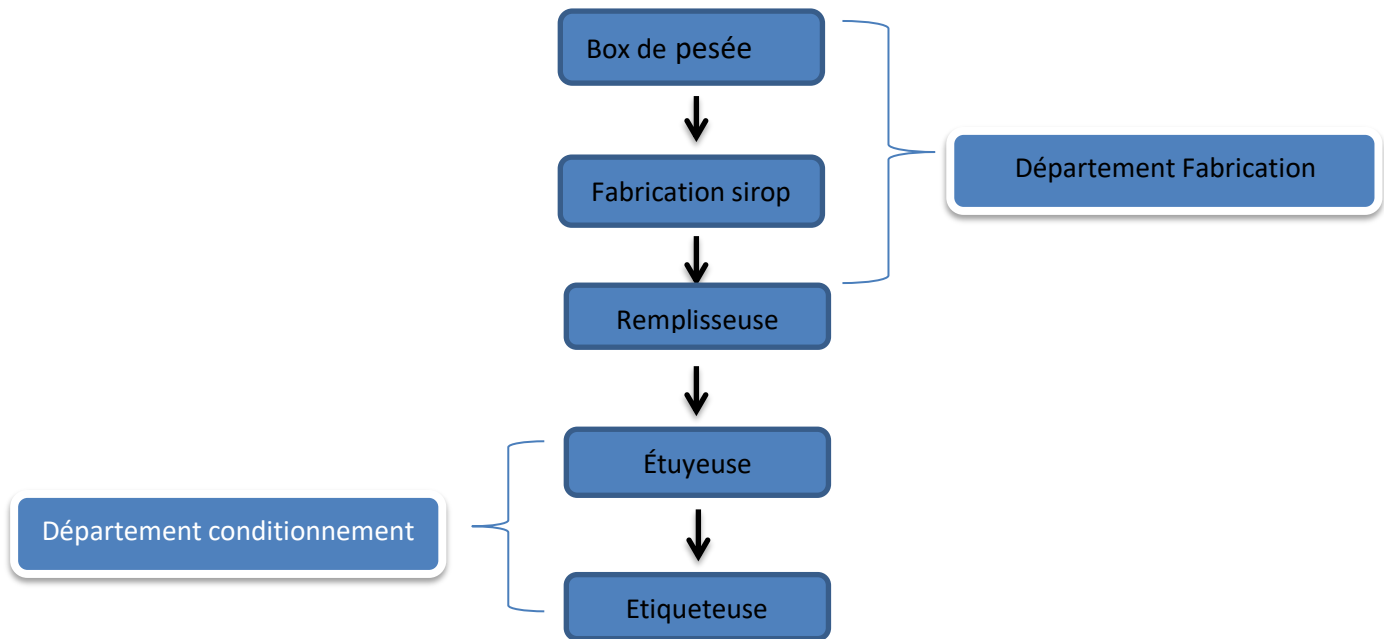 Box de pesée
Département Fabrication
Fabrication sirop
Remplisseuse
Étuyeuse
Département conditionnement
Etiqueteuse